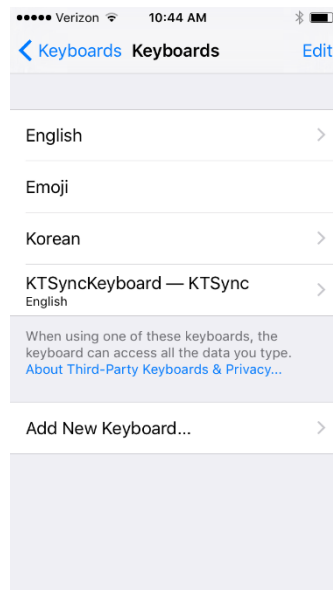 Verizon 10:44 AM
Keyboards Keyboards Edit
English
Emoji
Korean
KTSyncKeyboard — KTSync
English
When using one of these keyboards, the
keyboard can access all the data you type.
About Third-Party Keyboards & Privacy...
Add New Keyboard...